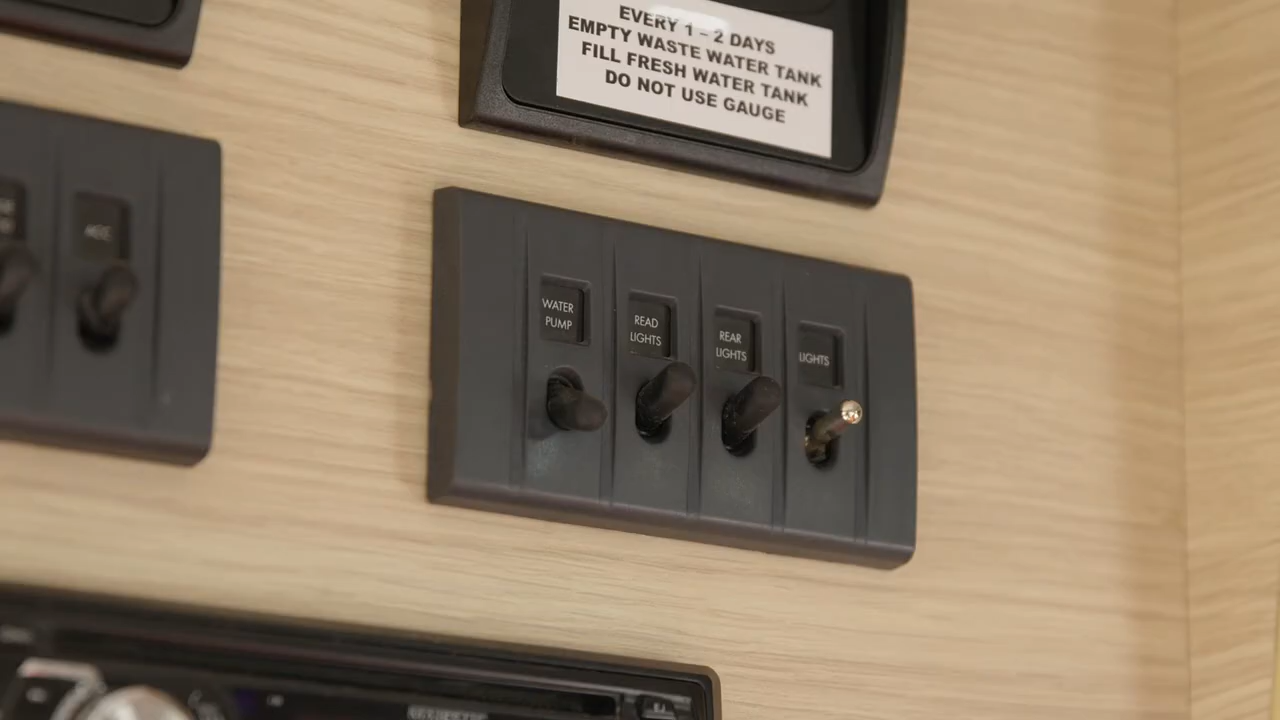 EVERY 1 - 2 DAYS
EMPTY WASTE WATER TANK
FILL FRESH WATER TANK
DO NOT USE GAUGE
ACC
WATER
PUMP
READ
LIGHTS
REAR
LIGHTS
LIGHTS